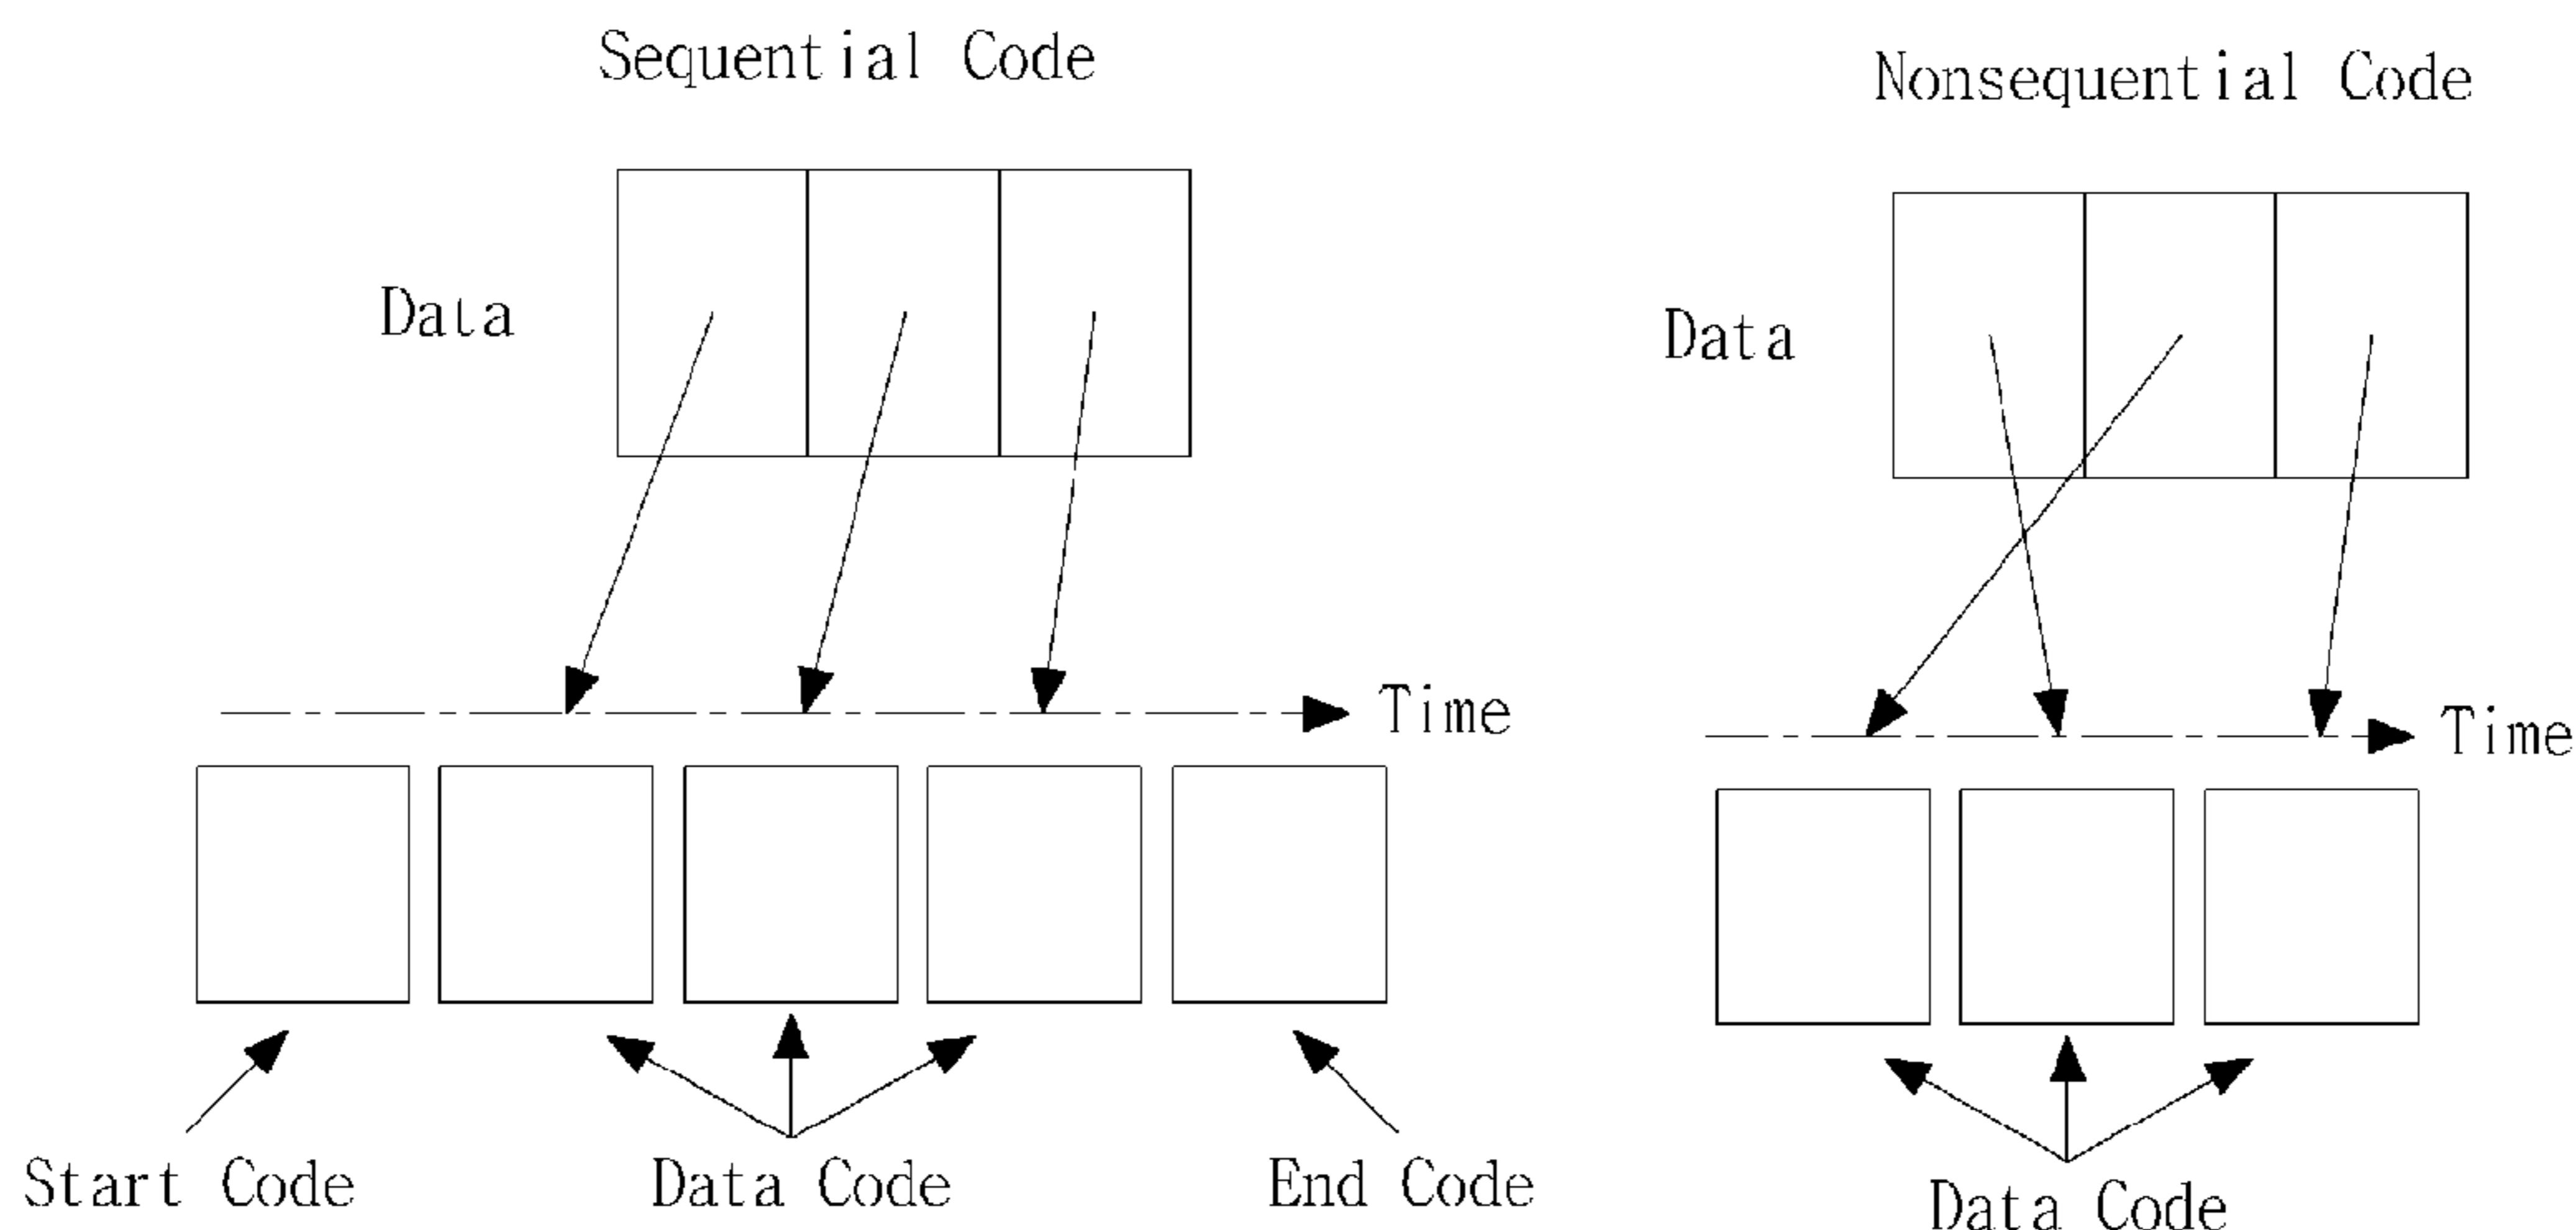 Sequential Code
Data
Time
Start Code
Data Code
End Code
Nonsequential Code
Data
Time
Data Code